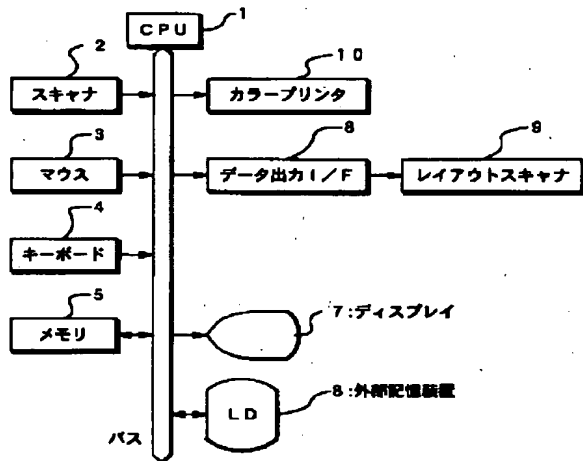 1
CPU
2
スキャナ
10
カラープリンタ
3
マウス
8
データ出力I/F
9
レイアウトスキャナ
4
キーボード
5
メモリ
7:ディスプレイ
LD
8:外部記憶装置
バス